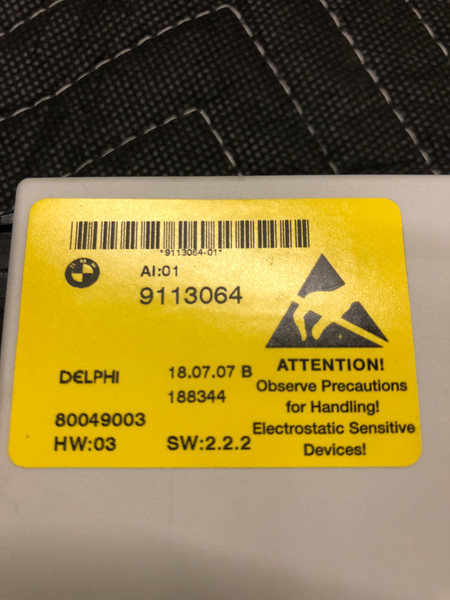 *9113064-01*
AI:01
9113064
DELPHI
18.07.07 B
188344
80049003
HW:03
SW:2.2.2
ATTENTION!
Observe Precautions
for Handling!
Electrostatic Sensitive
Devices!